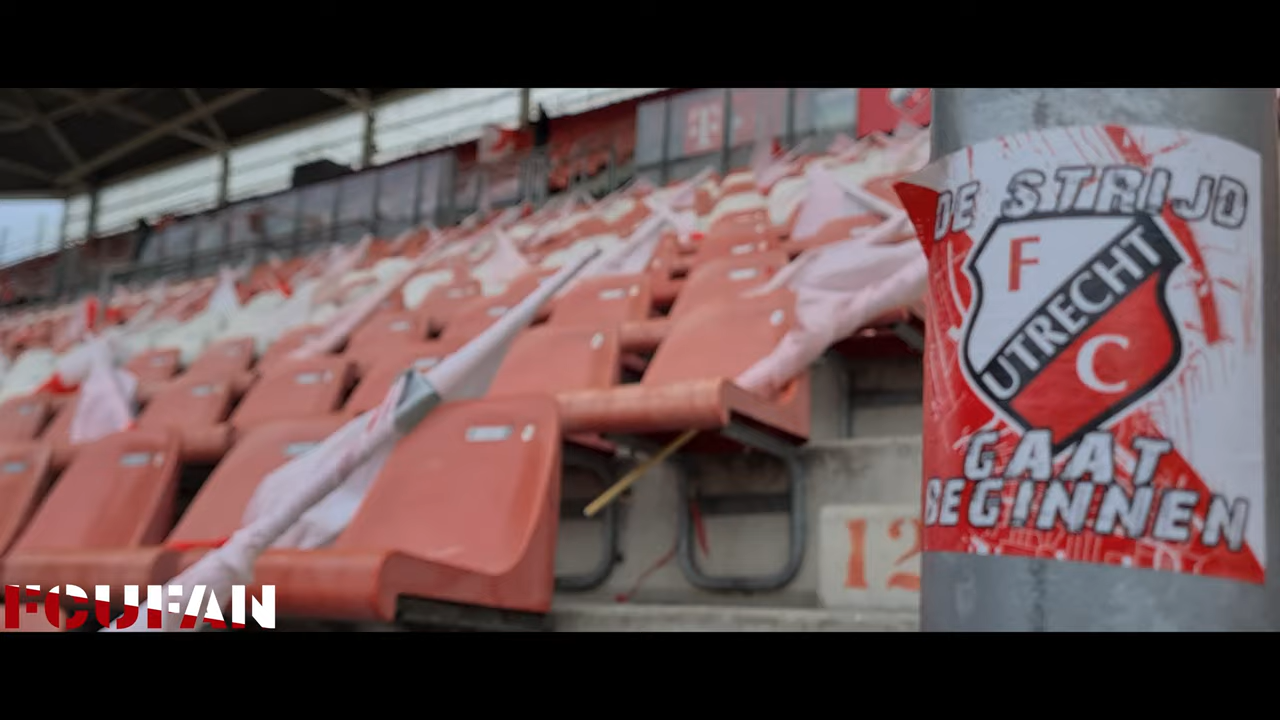 T
DE STRIJD
F
UTRECHT
C
GAAT
BEGINNEN
12
FCUFAN